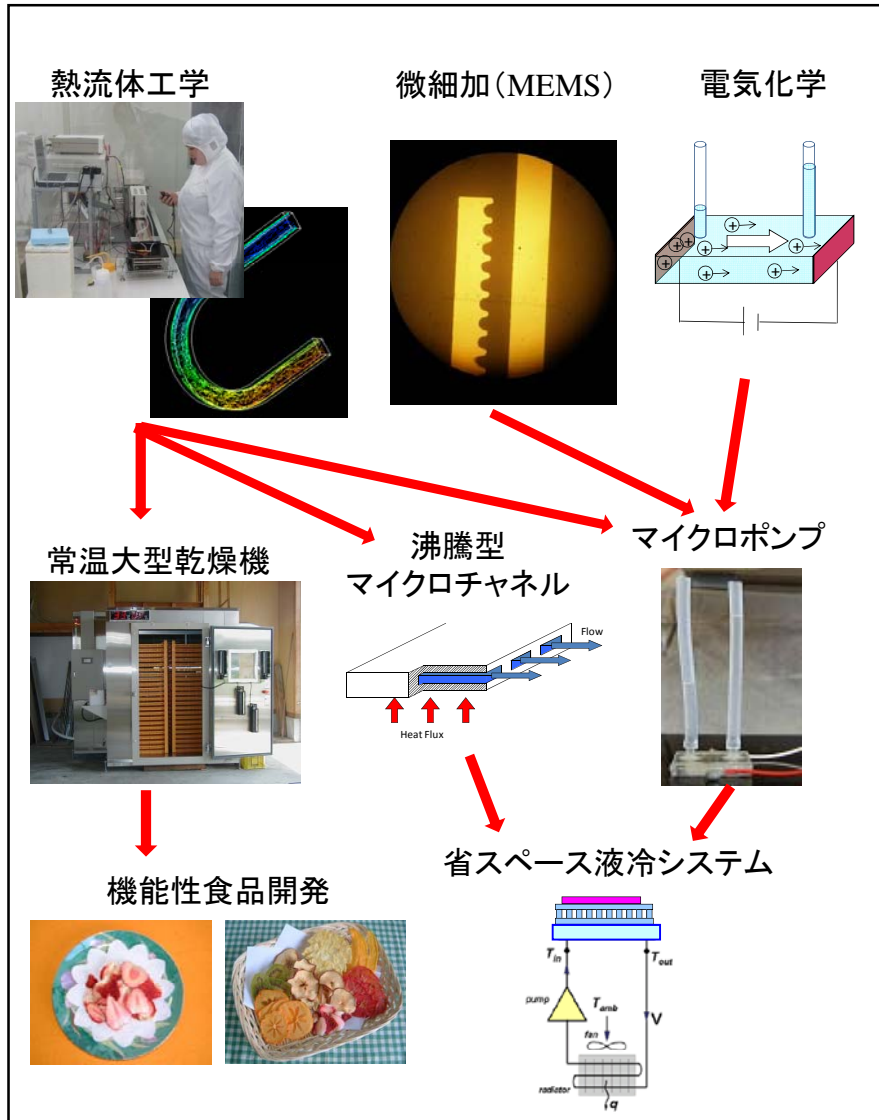 熱流体工学
微細加(MEMS)
電気化学
常温大型乾燥機
沸騰型
マイクロチャネル
マイクロポンプ
Flow
Heat Flux
機能性食品開発
省スペース液冷システム
Tin
Tout
pump
Tamb
V
fan
radiator
q